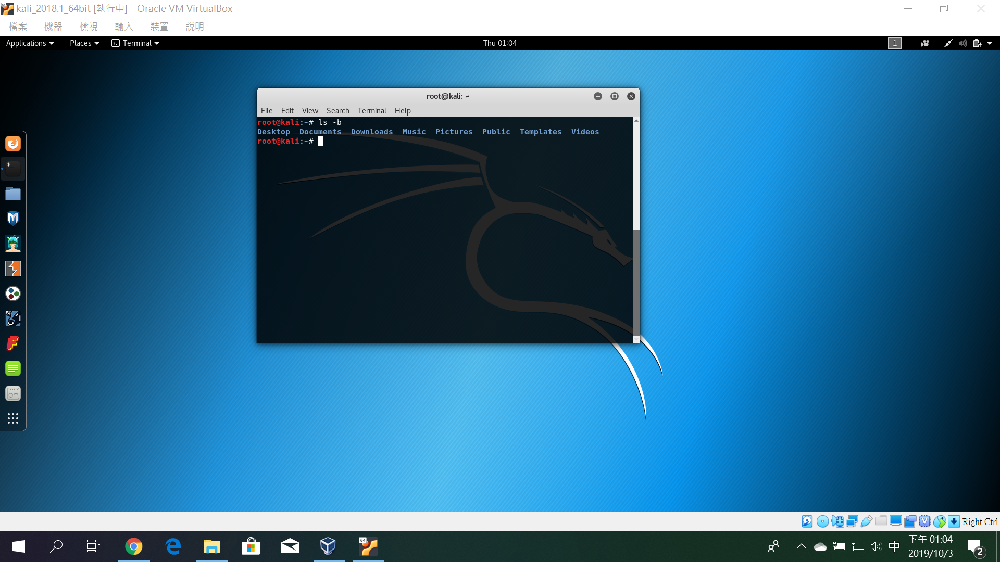 kali_2018.1_64bit [執行中] - Oracle VM VirtualBox
檔案 機器 檢視 輸入 裝置 說明
Applications Places Terminal Thu 01:04 1
root@kali: ~
File Edit View Search Terminal Help
root@kali:~# ls -b
Desktop Documents Downloads Music Pictures Public Templates Videos
root@kali:~#
$_
Right Ctrl
64
中
下午 01:04
2019/10/3
2